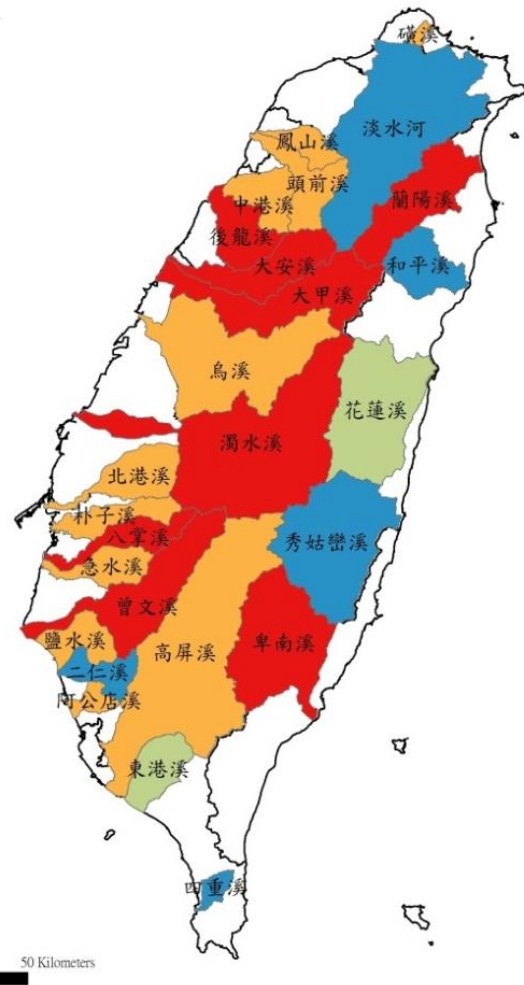 磺溪
淡水河
鳳山溪
頭前溪
蘭陽溪
中港溪
後龍溪
和平溪
大安溪
大甲溪
烏溪
花蓮溪
濁水溪
北港溪
朴子溪
八掌溪
秀姑巒溪
急水溪
曾文溪
鹽水溪
高屏溪
卑南溪
二仁溪
阿公店溪
東港溪
四重溪
50 Kilometers